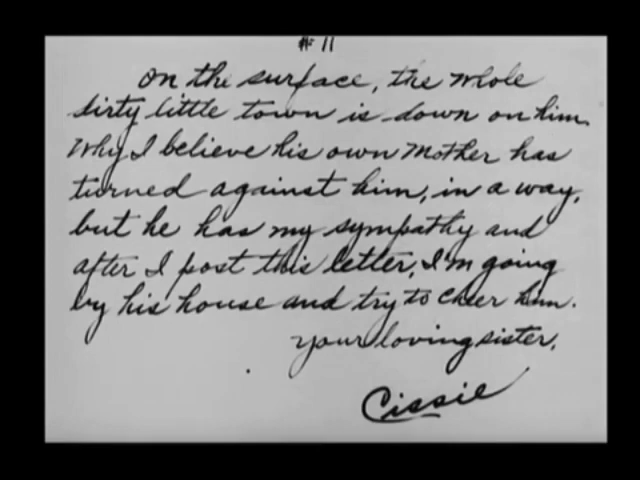 # 11
On the surface, the whole
dirty little town is down on him.
Why I believe his own Mother has
turned against him, in a way,
but he has my sympathy and
after I post this letter, I'm going
by his house and try to cheer him.
Your loving sister,
Cissie